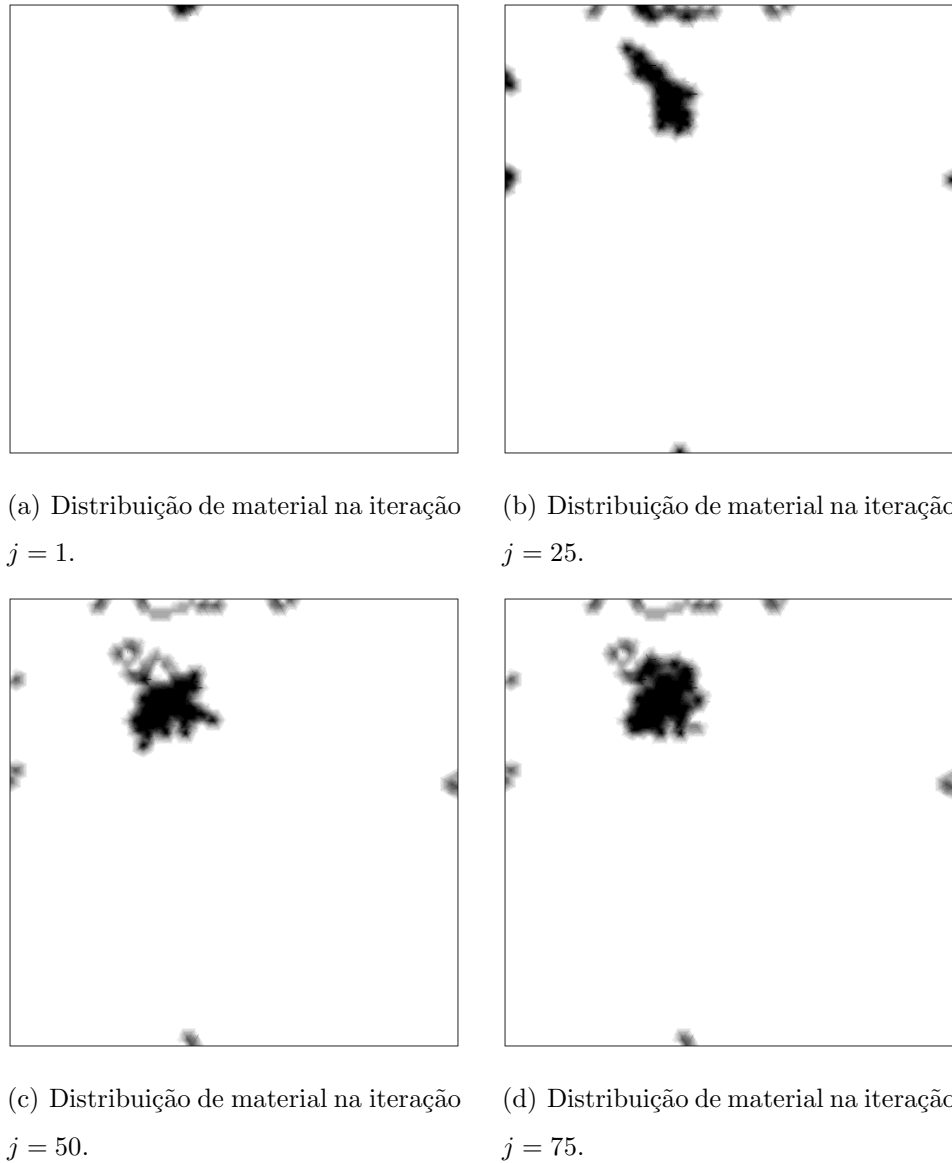 (a) Distribuição de material na iteração
j = 1.
(b) Distribuição de material na iteração
j = 25.
(c) Distribuição de material na iteração
j = 50.
(d) Distribuição de material na iteração
j = 75.